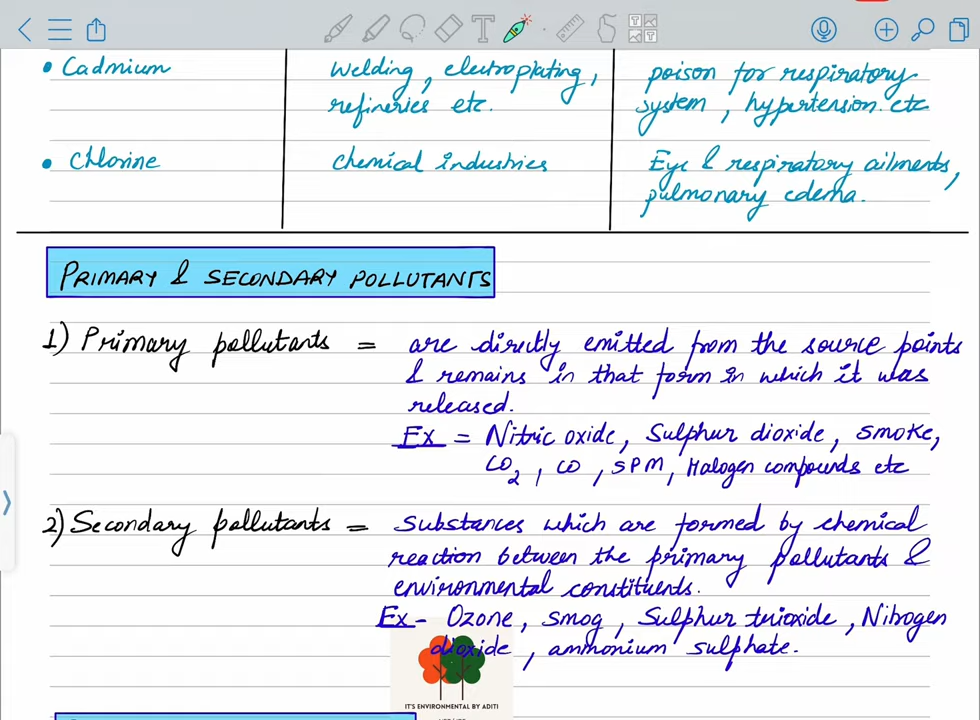 • Cadmium welding, electroplating, poison for respiratory
refineries etc. system, hypertension. etc
• Chlorine chemical industries Eye & respiratory ailments,
pulmonary edema.
PRIMARY & SECONDARY POLLUTANTS
1) Primary pollutants = are directly emitted from the source points
& remains in that form in which it was
released.
Ex = Nitric oxide, Sulphur dioxide, smoke,
CO2, CO, SPM, Halogen compounds etc
2) Secondary pollutants = substances which are formed by chemical
reaction between the primary pollutants &
environmental constituents.
Ex- Ozone, smog, Sulphur trioxide, Nitrogen
dioxide, ammonium sulphate.
IT'S ENVIRONMENTAL BY ADITI